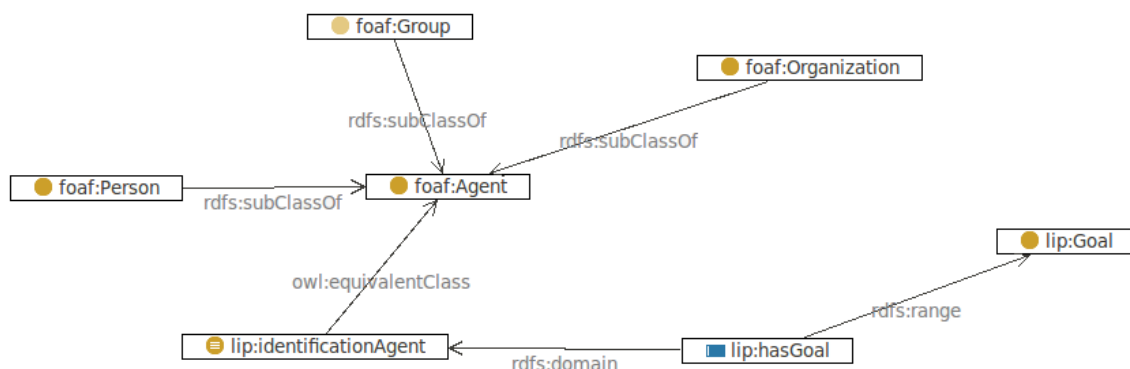 foaf:Group
foaf:Organization
rdfs:subClassOf
rdfs:subClassOf
foaf:Person
foaf:Agent
rdfs:subClassOf
lip:Goal
owl:equivalentClass
rdfs:range
lip:identificationAgent
lip:hasGoal
rdfs:domain